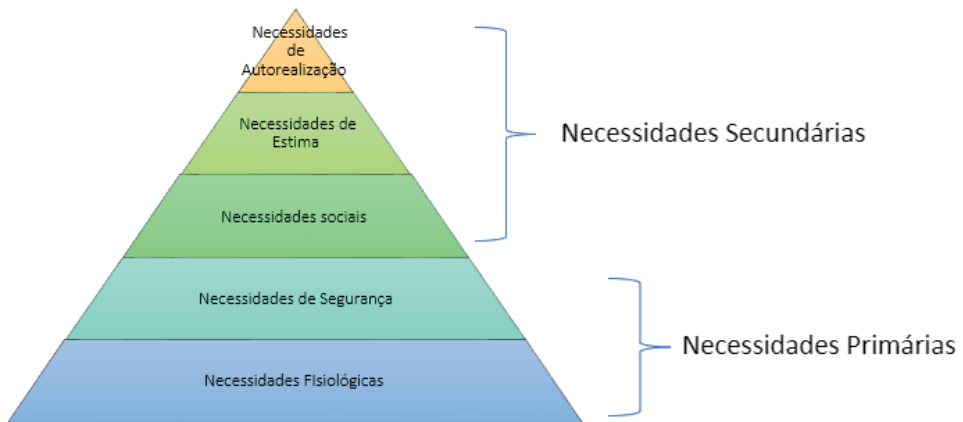 Necessidades
de
Autorealização
Necessidades de
Estima
Necessidades Secundárias
Necessidades sociais
Necessidades de Segurança
Necessidades Primárias
Necessidades FIsiológicas